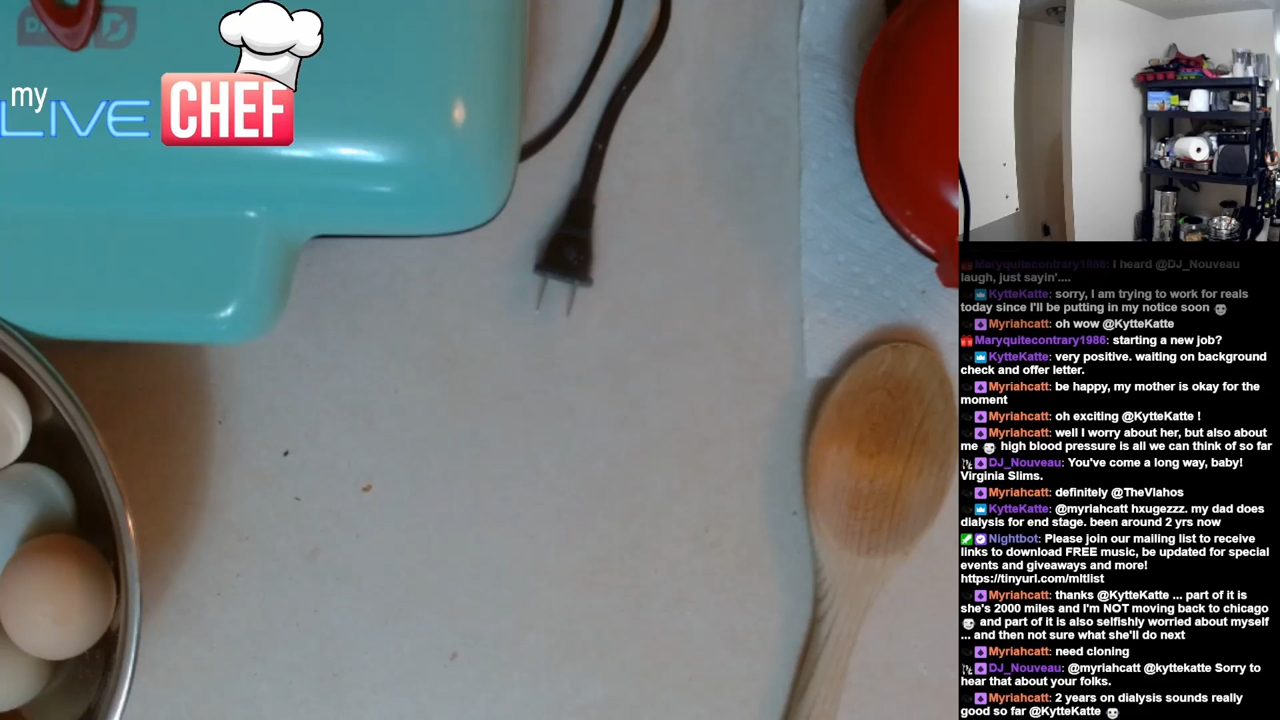 my
LIVE CHEF
Maryquitecontrary1986: I heard @DJ_Nouveau
laugh, just sayin'....
KytteKatte: sorry, I am trying to work for reals
today since I'll be putting in my notice soon
Myriahcatt: oh wow @KytteKatte
Maryquitecontrary1986: starting a new job?
KytteKatte: very positive. waiting on background
check and offer letter.
Myriahcatt: be happy, my mother is okay for the
moment
Myriahcatt: oh exciting @KytteKatte !
Myriahcatt: well I worry about her, but also about
me high blood pressure is all we can think of so far
DJ_Nouveau: You've come a long way, baby!
Virginia Slims.
Myriahcatt: definitely @TheVlahos
KytteKatte: @myriahcatt hxugezzz. my dad does
dialysis for end stage. been around 2 yrs now
Nightbot: Please join our mailing list to receive
links to download FREE music, be updated for special
events and giveaways and more!
https://tinyurl.com/mltlist
Myriahcatt: thanks @KytteKatte ... part of it is
she's 2000 miles and I'm NOT moving back to chicago
and part of it is also selfishly worried about myself
... and then not sure what she'll do next
Myriahcatt: need cloning
DJ_Nouveau: @myriahcatt @kyttekatte Sorry to
hear that about your folks.
Myriahcatt: 2 years on dialysis sounds really
good so far @KytteKatte